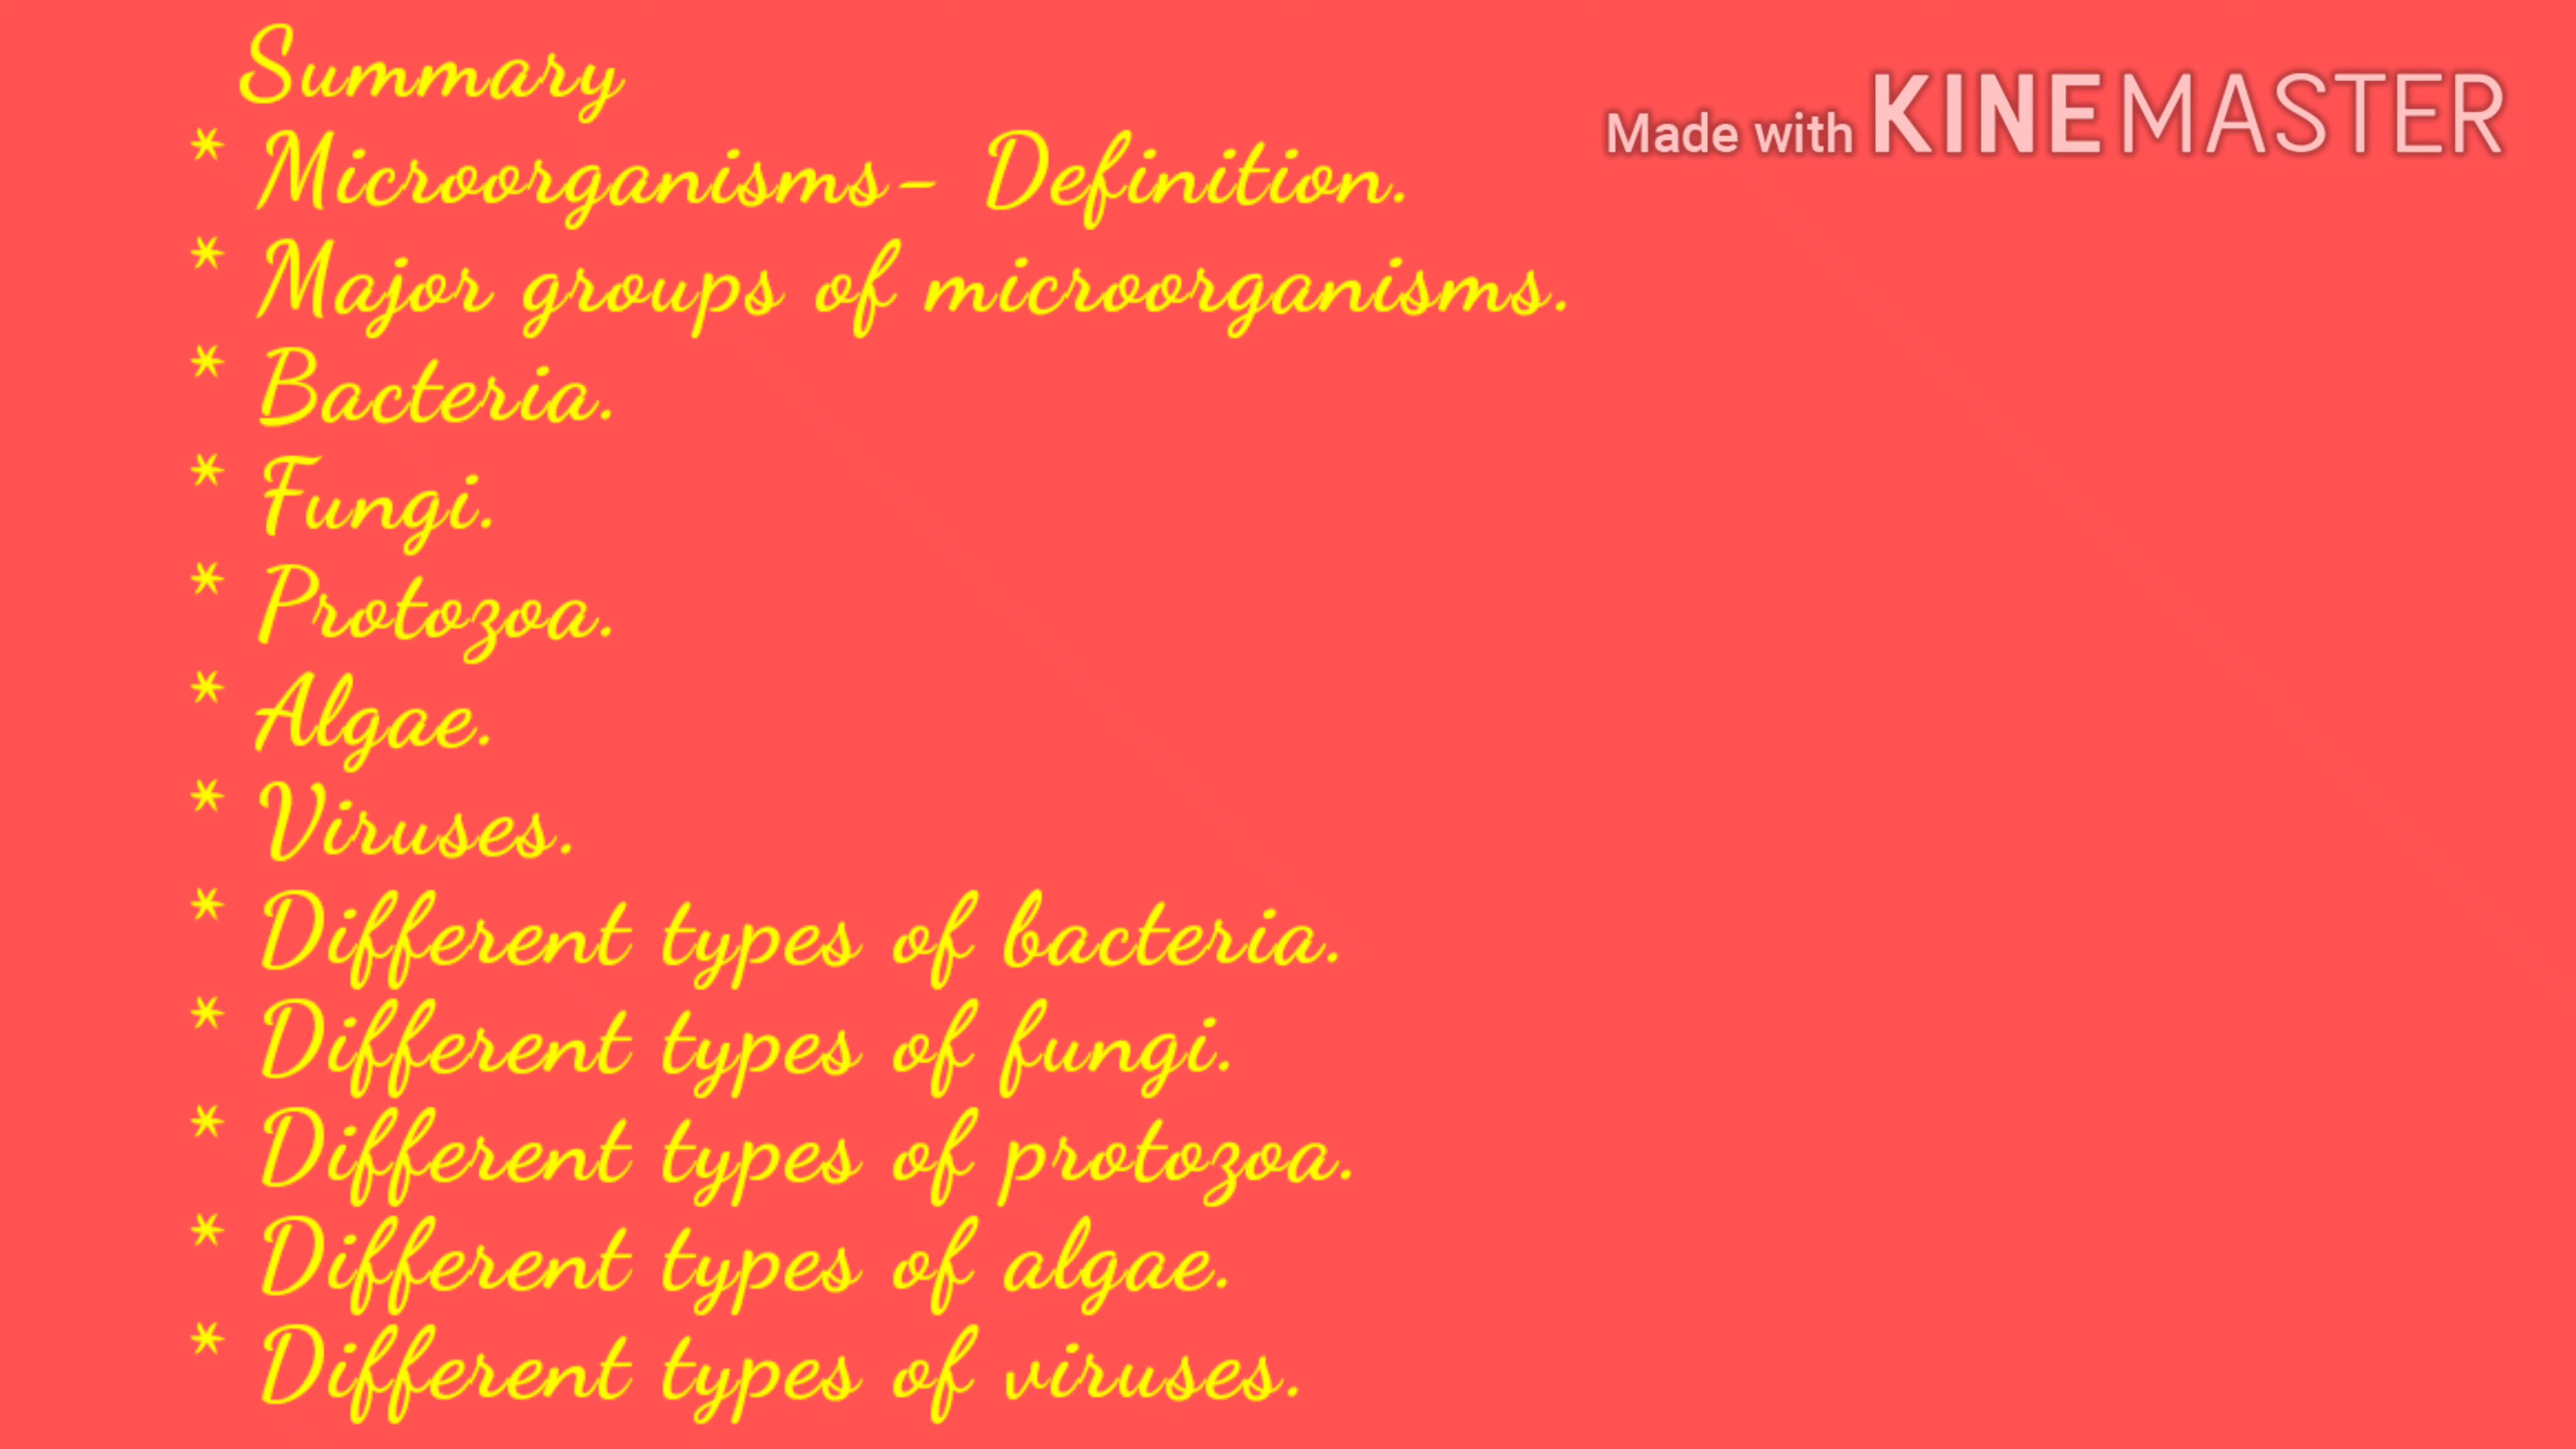 Summary
Made with KINEMASTER
* Microorganisms- Definition.
* Major groups of microorganisms.
* Bacteria.
* Fungi.
* Protozoa.
* Algae.
* Viruses.
* Different types of bacteria.
* Different types of fungi.
* Different types of protozoa.
* Different types of algae.
* Different types of viruses.